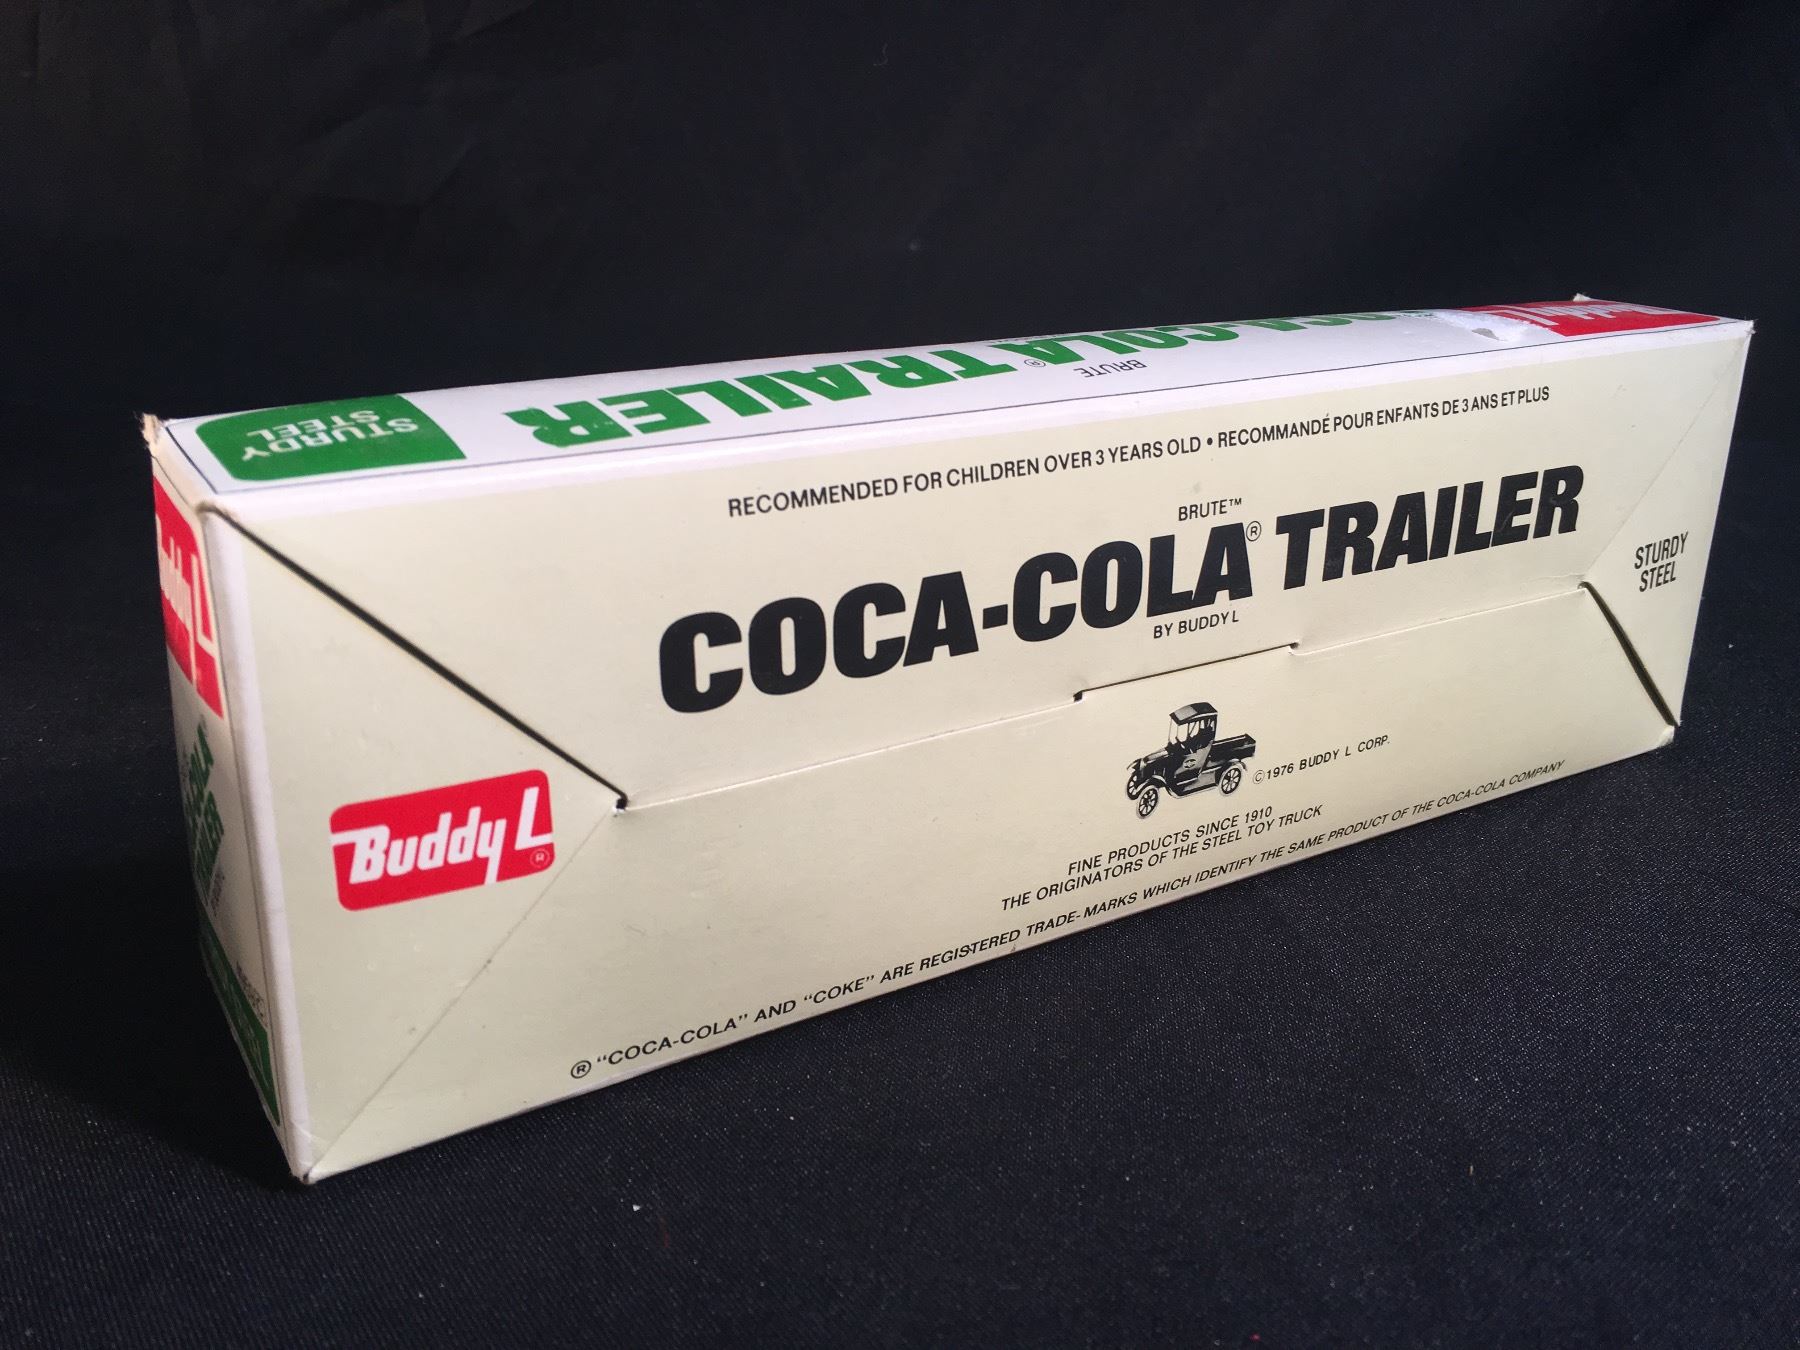 STURDY
STEEL
BRUTE
COCA-COLA® TRAILER
Buddy L
RECOMMENDED FOR CHILDREN OVER 3 YEARS OLD • RECOMMANDÉ POUR ENFANTS DE 3 ANS ET PLUS
BRUTE™
COCA-COLA® TRAILER
BY BUDDY L
STURDY
STEEL
Buddy L®
©1976 BUDDY L CORP.
FINE PRODUCTS SINCE 1910
THE ORIGINATORS OF THE STEEL TOY TRUCK
® "COCA-COLA" AND "COKE" ARE REGISTERED TRADE-MARKS WHICH IDENTIFY THE SAME PRODUCT OF THE COCA-COLA COMPANY
Buddy L